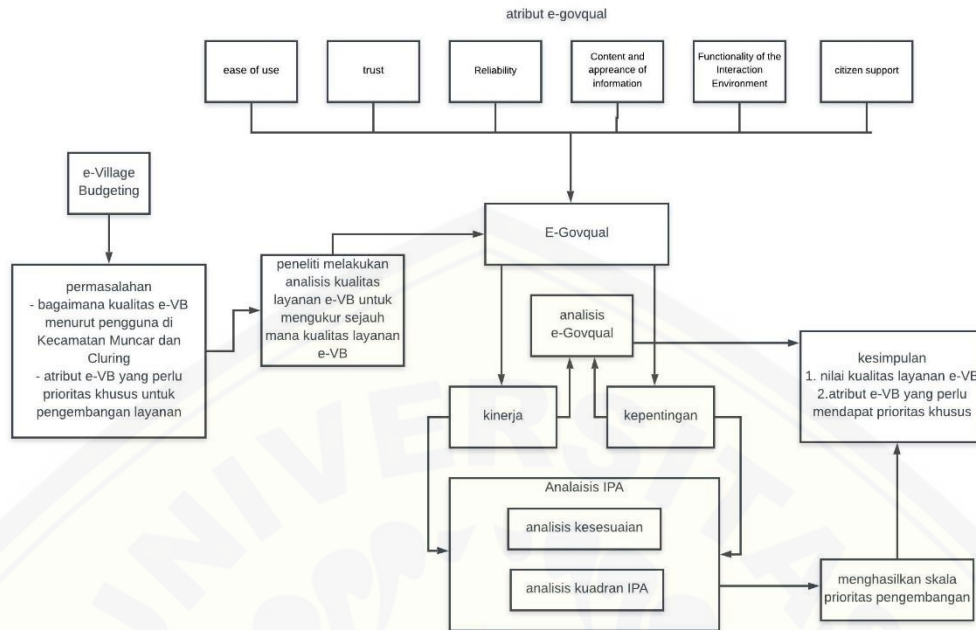 atribut e-govqual
ease of use
trust
Reliability
Content and
appreance of
information
Functionality of the
Interaction
Environment
citizen support
e-Village
Budgeting
E-Govqual
permasalahan
- bagaimana kualitas e-VB
menurut pengguna di
Kecamatan Muncar dan
Cluring
- atribut e-VB yang perlu
prioritas khusus untuk
pengembangan layanan
peneliti melakukan
analisis kualitas
layanan e-VB untuk
mengukur sejauh
mana kualitas layanan
e-VB
analisis
e-Govqual
kesimpulan
1. nilai kualitas layanan e-VB
2.atribut e-VB yang perlu
mendapat prioritas khusus
kinerja
kepentingan
Analaisis IPA
analisis kesesuaian
analisis kuadran IPA
menghasilkan skala
prioritas pengembangan
UNIVERSITAS